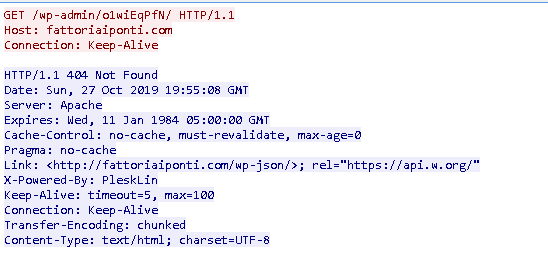 GET /wp-admin/o1wiEqPfN/ HTTP/1.1
Host: fattoriaiponti.com
Connection: Keep-Alive
HTTP/1.1 404 Not Found
Date: Sun, 27 Oct 2019 19:55:08 GMT
Server: Apache
Expires: Wed, 11 Jan 1984 05:00:00 GMT
Cache-Control: no-cache, must-revalidate, max-age=0
Pragma: no-cache
Link: <http://fattoriaiponti.com/wp-json/>; rel="https://api.w.org/"
X-Powered-By: PleskLin
Keep-Alive: timeout=5, max=100
Connection: Keep-Alive
Transfer-Encoding: chunked
Content-Type: text/html; charset=UTF-8